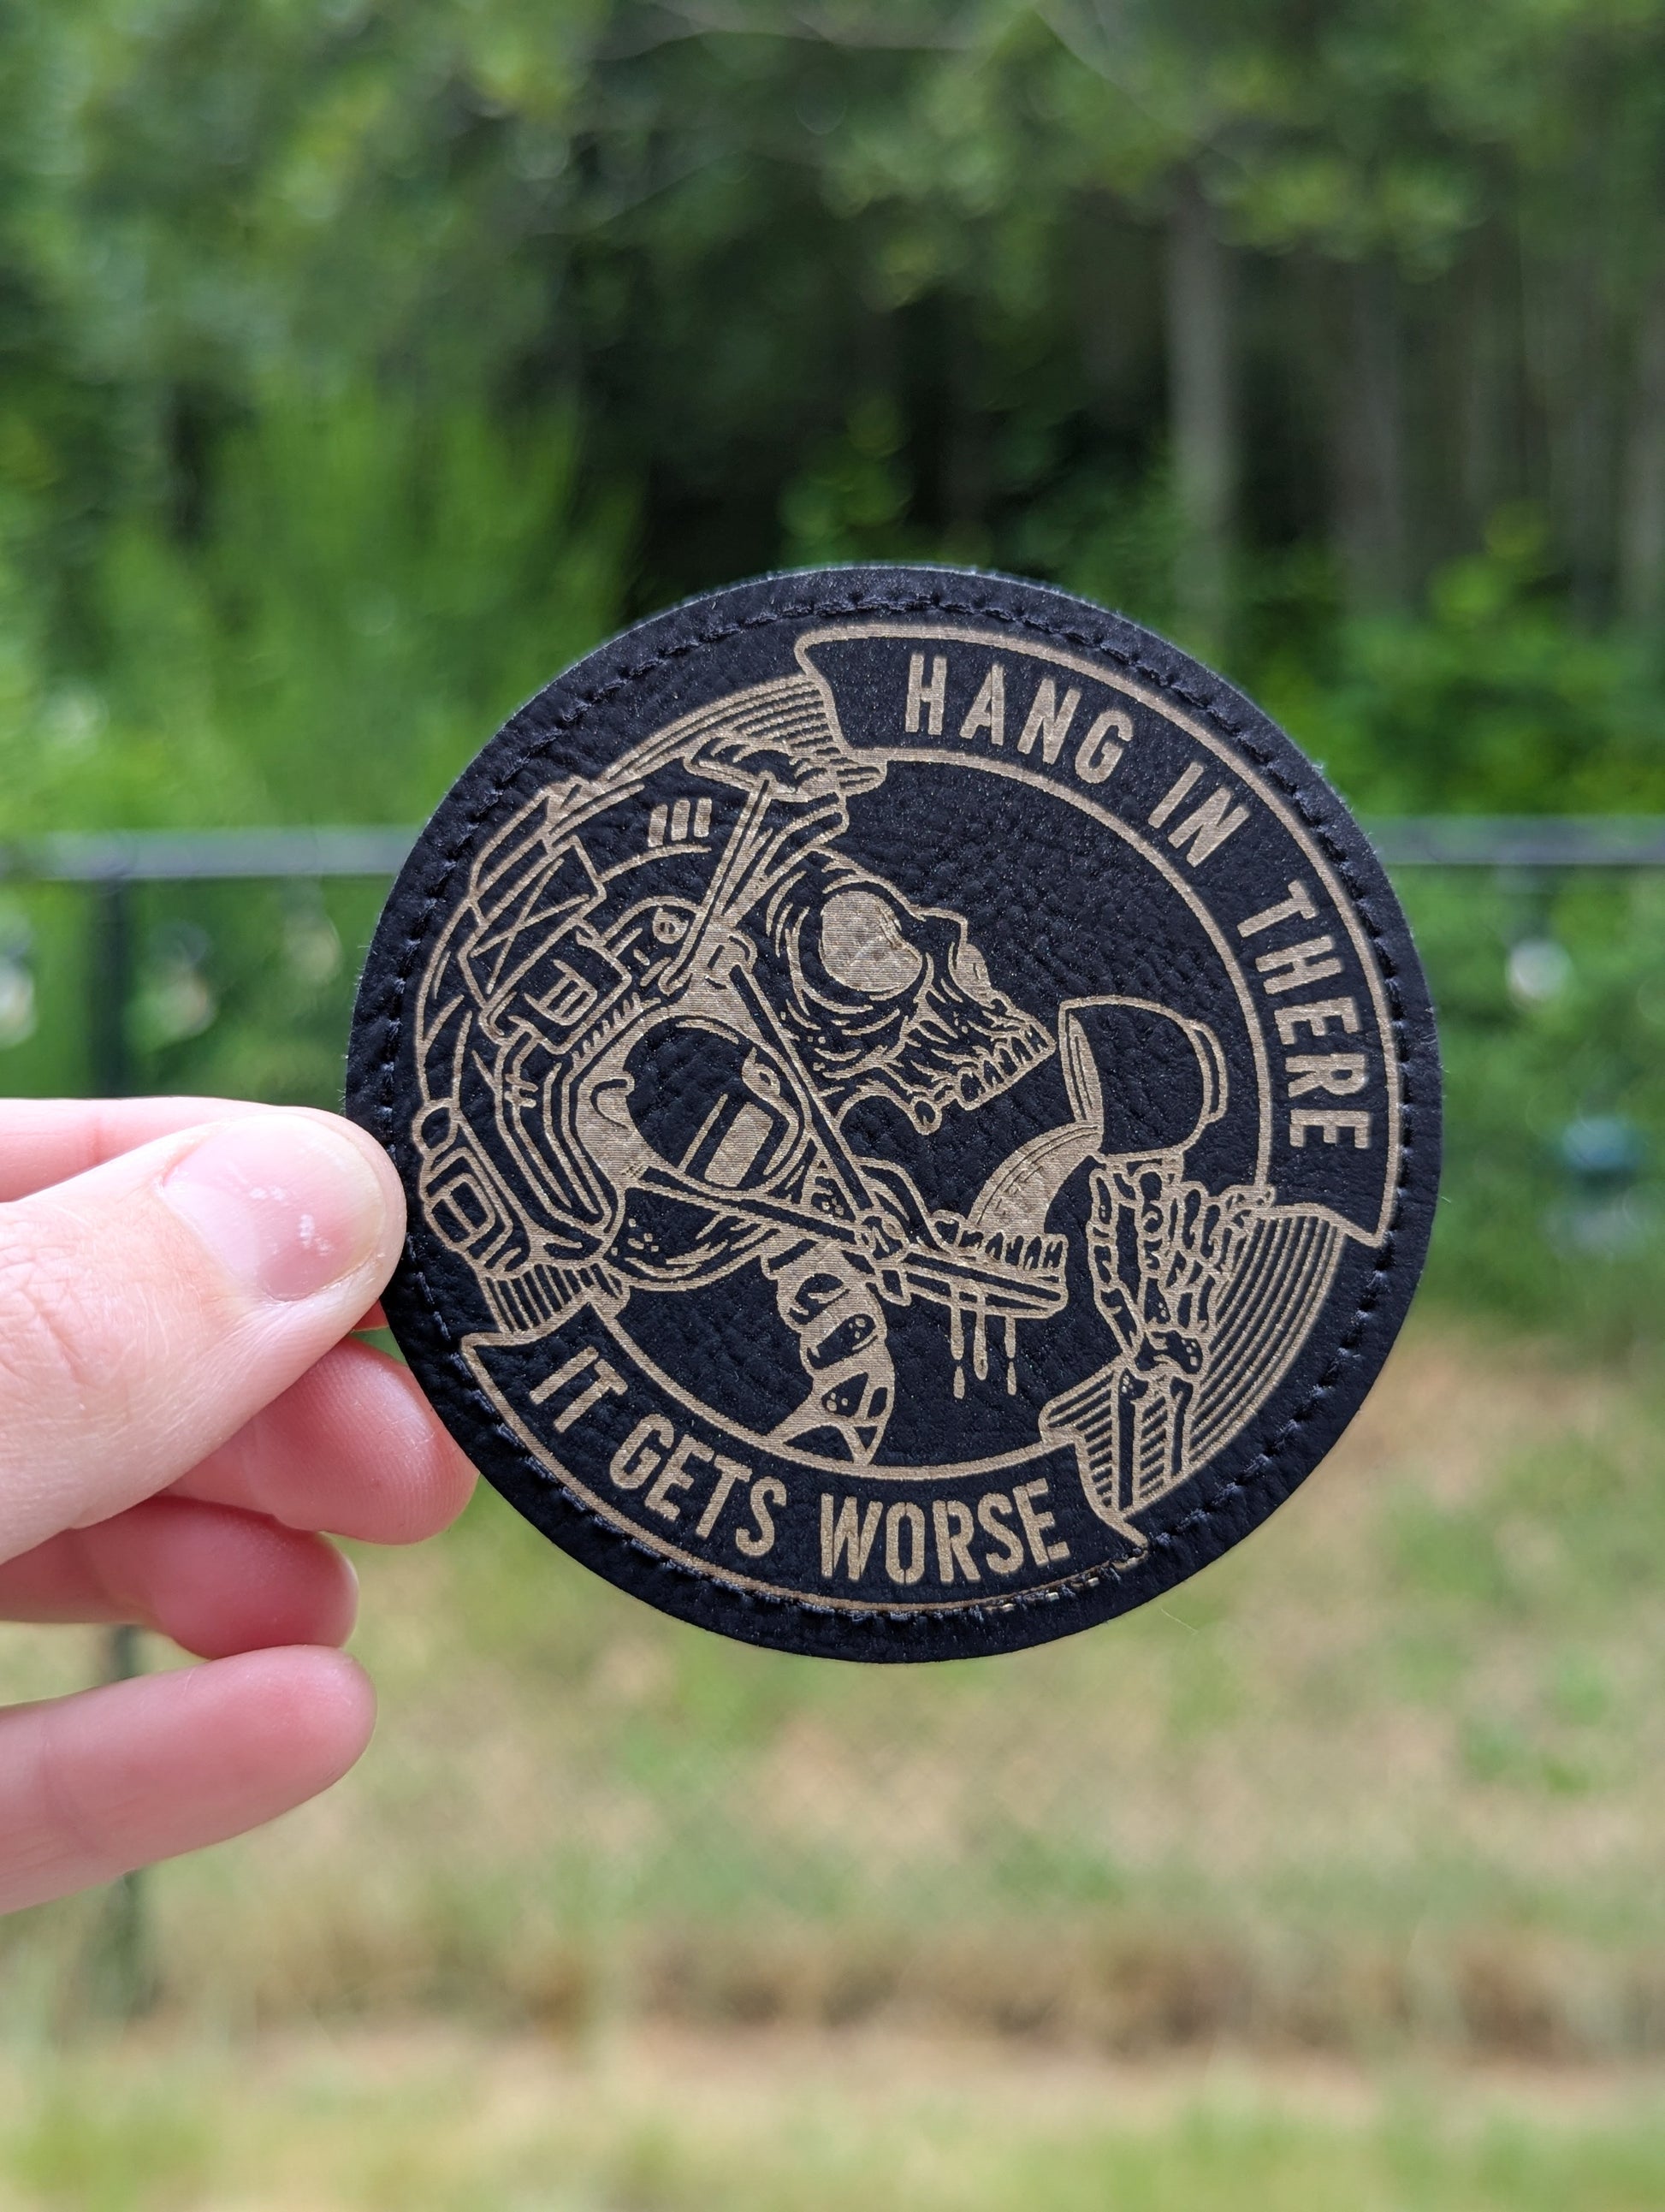 HANG IN THERE
IT GETS WORSE